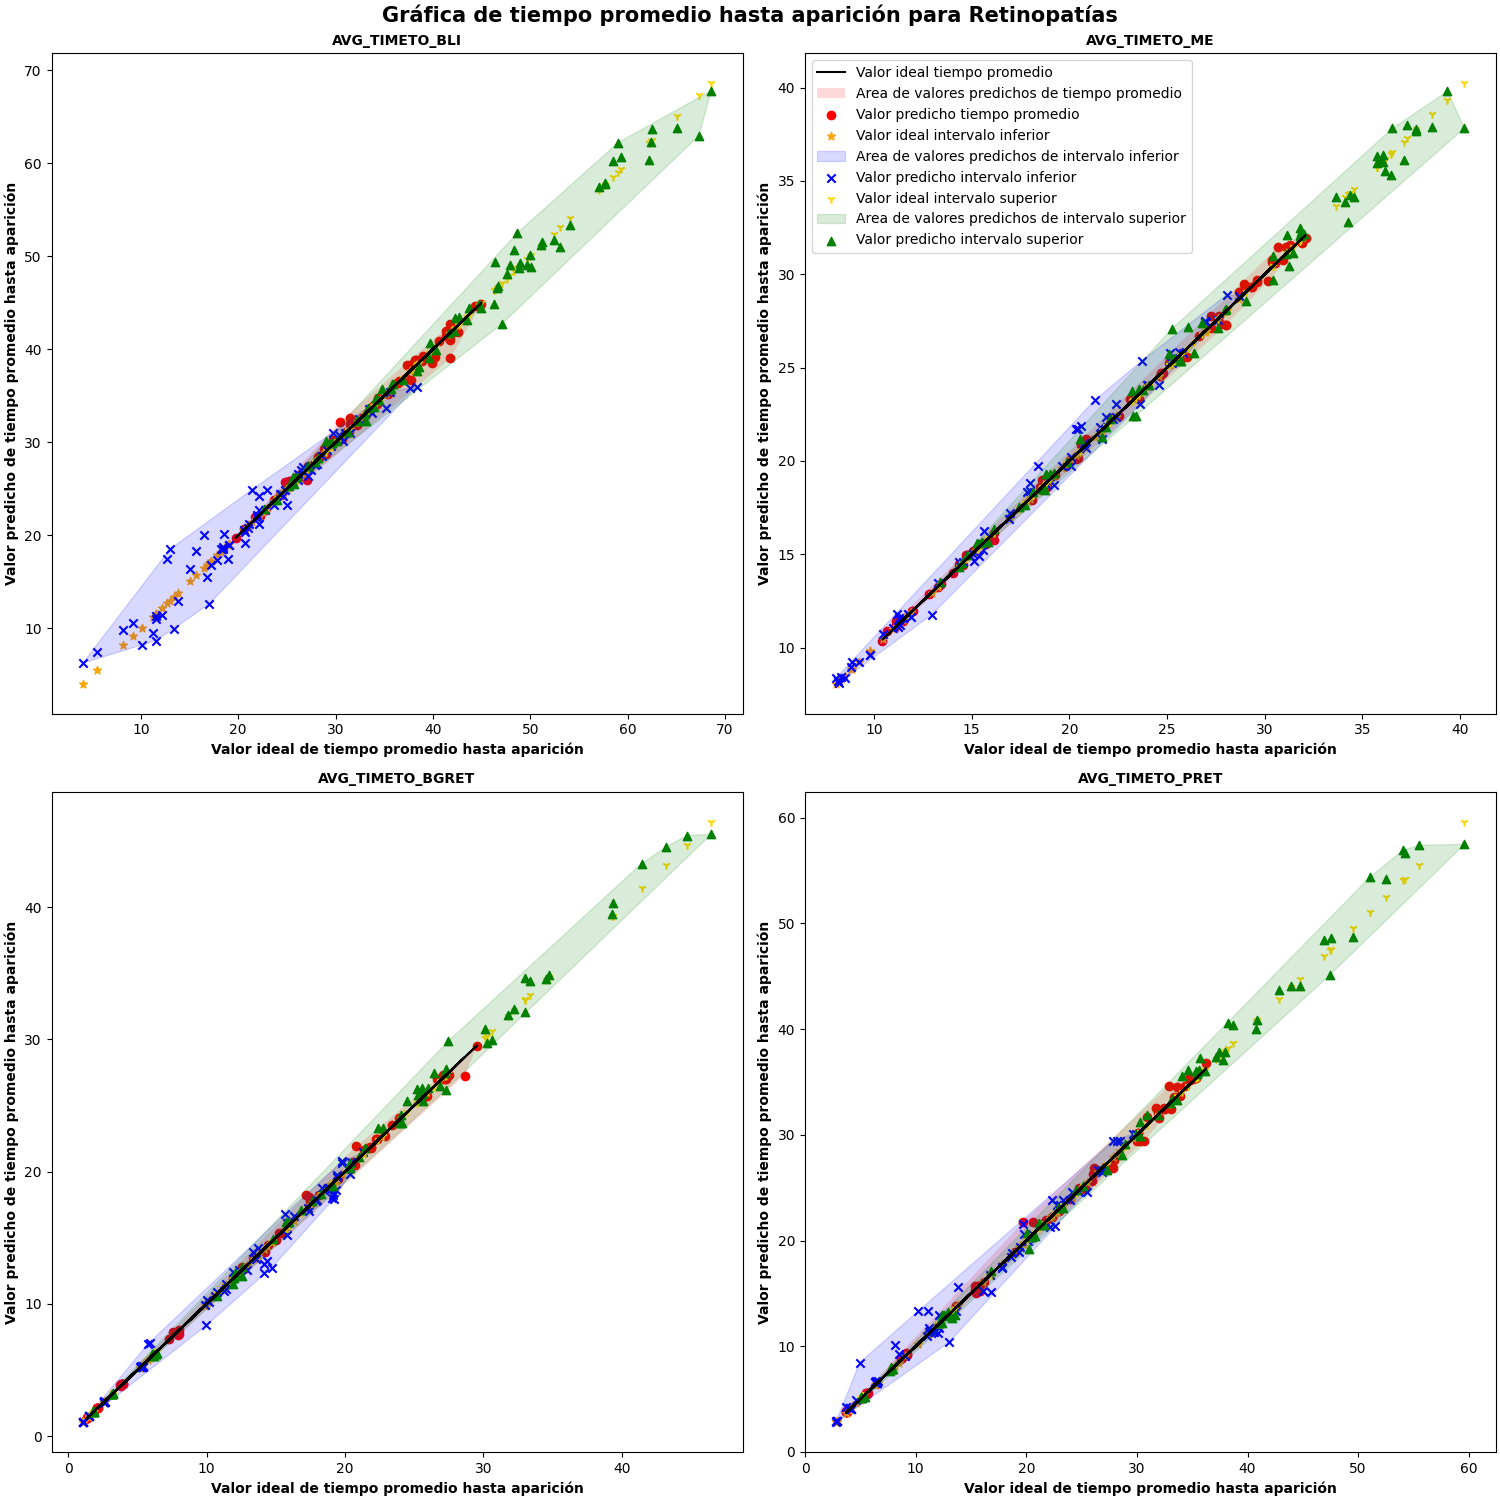 Gráfica de tiempo promedio hasta aparición para Retinopatías
AVG_TIMETO_BLI
Valor predicho de tiempo promedio hasta aparición
70
60
50
40
30
20
10
10 20 30 40 50 60 70
Valor ideal de tiempo promedio hasta aparición
AVG_TIMETO_ME
Valor ideal tiempo promedio
Area de valores predichos de tiempo promedio
Valor predicho tiempo promedio
Valor ideal intervalo inferior
Area de valores predichos de intervalo inferior
Valor predicho intervalo inferior
Valor ideal intervalo superior
Area de valores predichos de intervalo superior
Valor predicho intervalo superior
Valor predicho de tiempo promedio hasta aparición
40
35
30
25
20
15
10
10 15 20 25 30 35 40
Valor ideal de tiempo promedio hasta aparición
AVG_TIMETO_BGRET
Valor predicho de tiempo promedio hasta aparición
40
30
20
10
0
0 10 20 30 40
Valor ideal de tiempo promedio hasta aparición
AVG_TIMETO_PRET
Valor predicho de tiempo promedio hasta aparición
60
50
40
30
20
10
0
0 10 20 30 40 50 60
Valor ideal de tiempo promedio hasta aparición